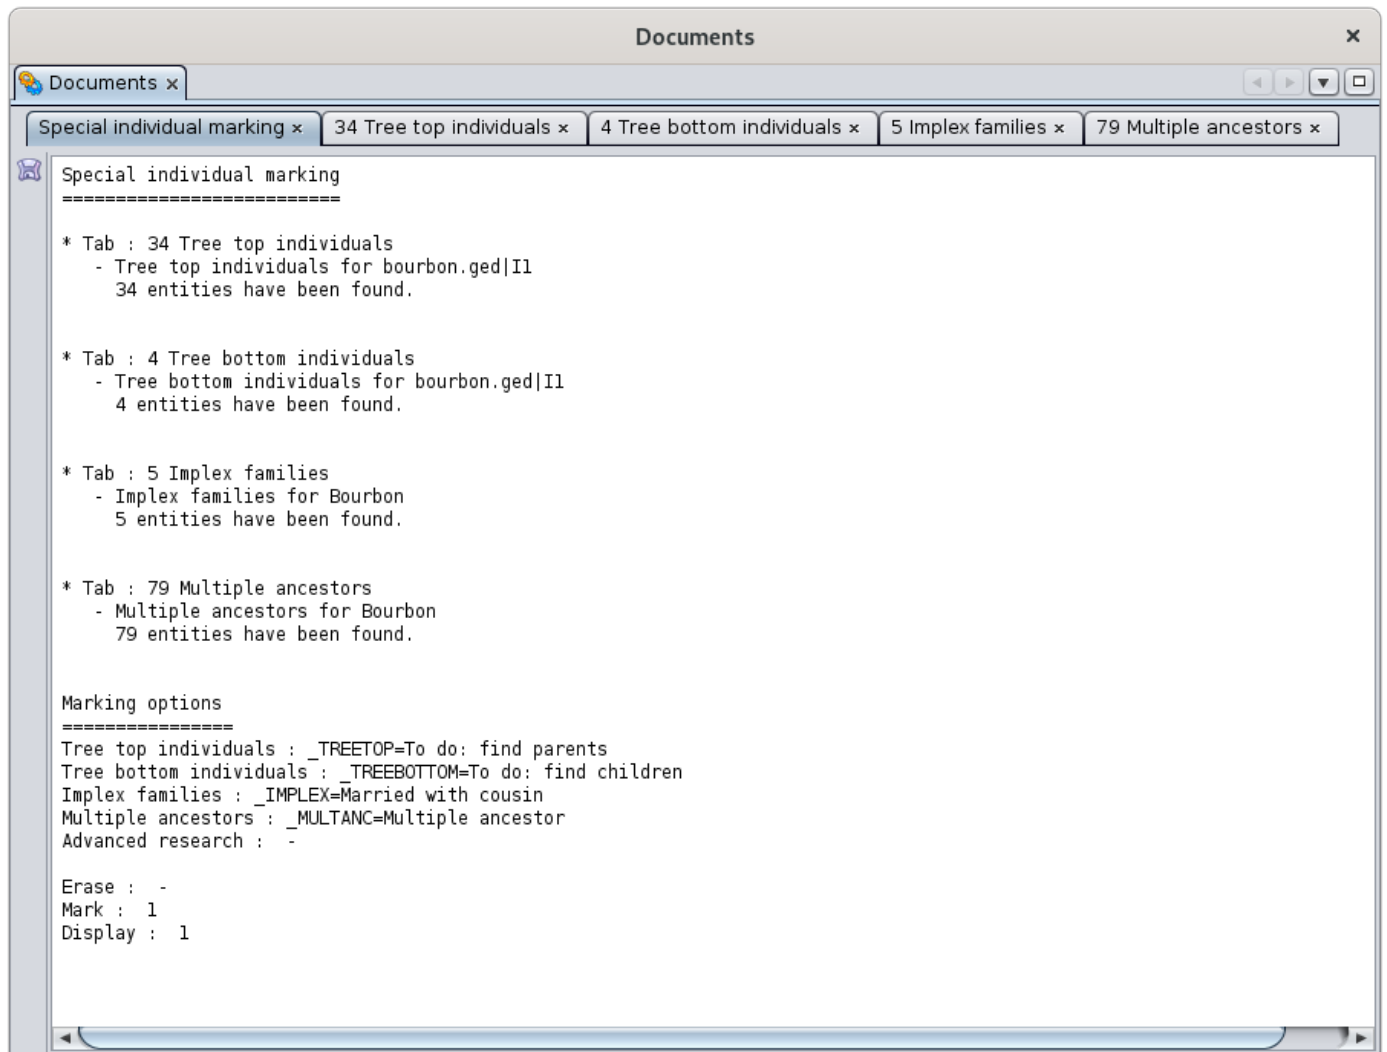 Documents
Documents
Special individual marking
34 Tree top individuals
4 Tree bottom individuals
5 Implex families
79 Multiple ancestors
Special individual marking
==========================
* Tab : 34 Tree top individuals
- Tree top individuals for bourbon.ged|I1
34 entities have been found.
* Tab : 4 Tree bottom individuals
- Tree bottom individuals for bourbon.ged|I1
4 entities have been found.
* Tab : 5 Implex families
- Implex families for Bourbon
5 entities have been found.
* Tab : 79 Multiple ancestors
- Multiple ancestors for Bourbon
79 entities have been found.
Marking options
================
Tree top individuals : _TREETOP=To do: find parents
Tree bottom individuals : _TREEBOTTOM=To do: find children
Implex families : _IMPLEX=Married with cousin
Multiple ancestors : _MULTANC=Multiple ancestor
Advanced research :  -
Erase :  -
Mark :  1
Display :  1